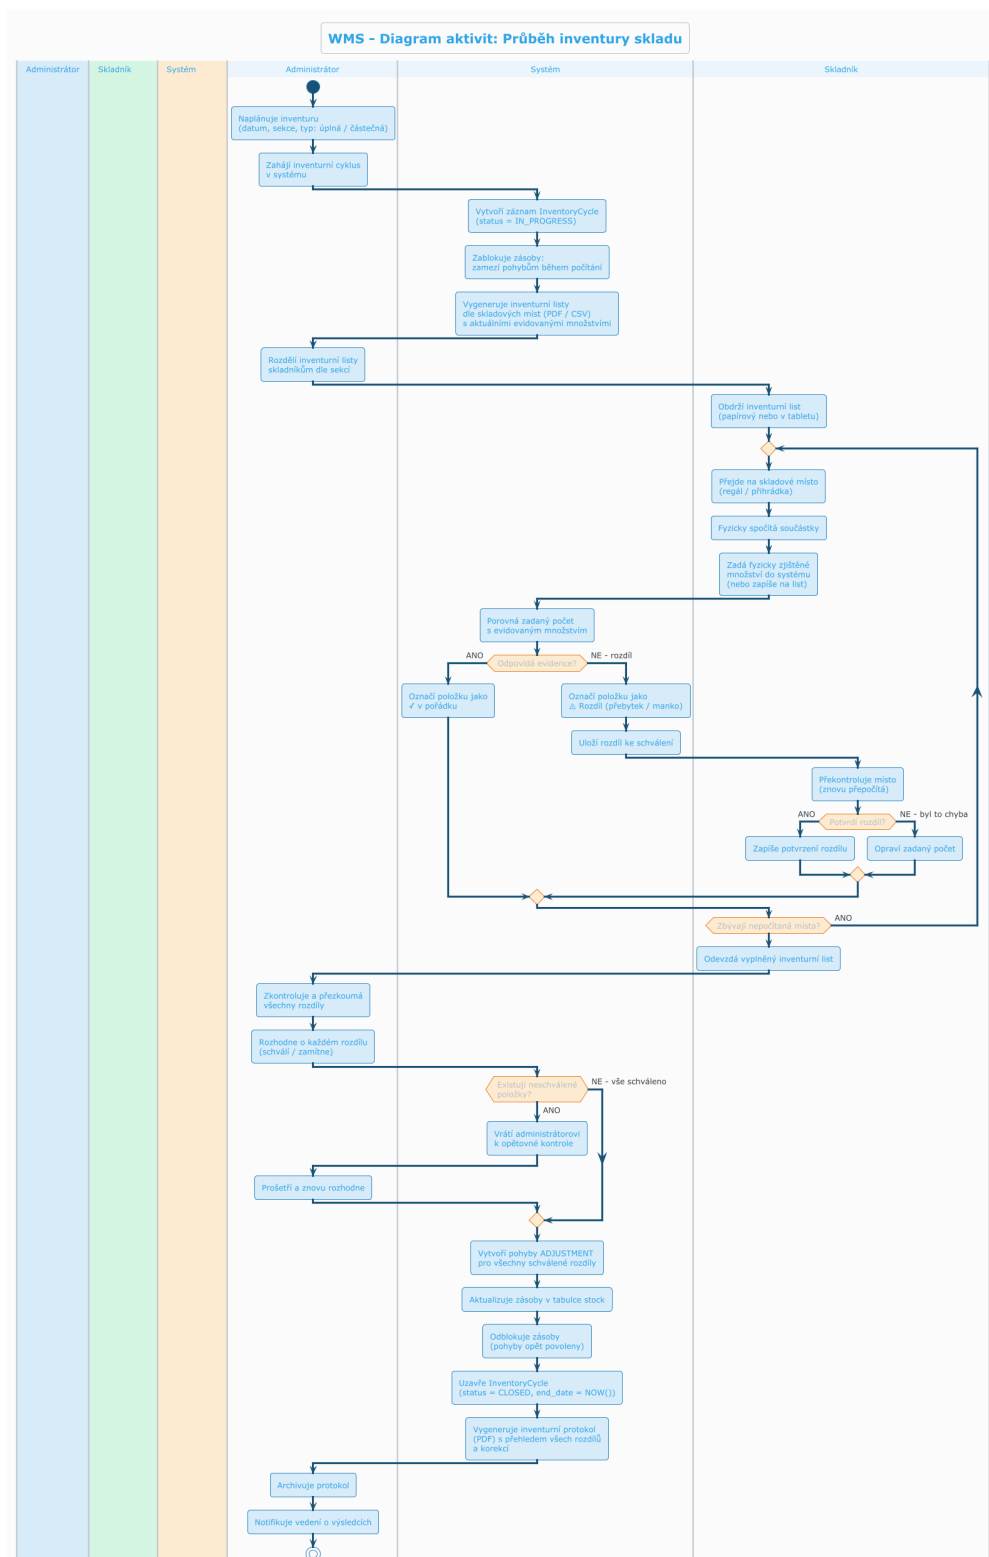 WMS - Diagram aktivit: Průběh inventury skladu
Administrátor
Skladník
Systém
Administrátor
Systém
Skladník
Naplánuje inventuru
(datum, sekce, typ: úplná / částečná)
Zahájí inventurní cyklus
v systému
Vytvoří záznam InventoryCycle
(status = IN_PROGRESS)
Zablokuje zásoby:
zamezí pohybům během počítání
Vygeneruje inventurní listy
dle skladových míst (PDF / CSV)
s aktuálními evidovanými množstvími
Rozdělí inventurní listy
skladníkům dle sekcí
Obdrží inventurní list
(papírový nebo v tabletu)
Přejde na skladové místo
(regál / přihrádka)
Fyzicky spočítá součástky
Zadá fyzicky zjištěné
množství do systému
(nebo zapíše na list)
Porovná zadaný počet
s evidovaným množstvím
ANO
Odpovídá evidence?
NE - rozdíl
Označí položku jako
✓ v pořádku
Označí položku jako
⚠ Rozdíl (přebytek / manko)
Uloží rozdíl ke schválení
Překontroluje místo
(znovu přepočítá)
ANO
Potvrdí rozdíl?
NE - byl to chyba
Zapíše potvrzení rozdílu
Opraví zadaný počet
Zbývají nepočítaná místa?
ANO
Odevzdá vyplněný inventurní list
Zkontroluje a přezkoumá
všechny rozdíly
Rozhodne o každém rozdílu
(schválí / zamítne)
Existují neschválené
položky?
NE - vše schváleno
ANO
Vrátí administrátorovi
k opětovné kontrole
Prošetří a znovu rozhodne
Vytvoří pohyby ADJUSTMENT
pro všechny schválené rozdíly
Aktualizuje zásoby v tabulce stock
Odblokuje zásoby
(pohyby opět povoleny)
Uzavře InventoryCycle
(status = CLOSED, end_date = NOW())
Vygeneruje inventurní protokol
(PDF) s přehledem všech rozdílů
a korekcí
Archivuje protokol
Notifikuje vedení o výsledcích